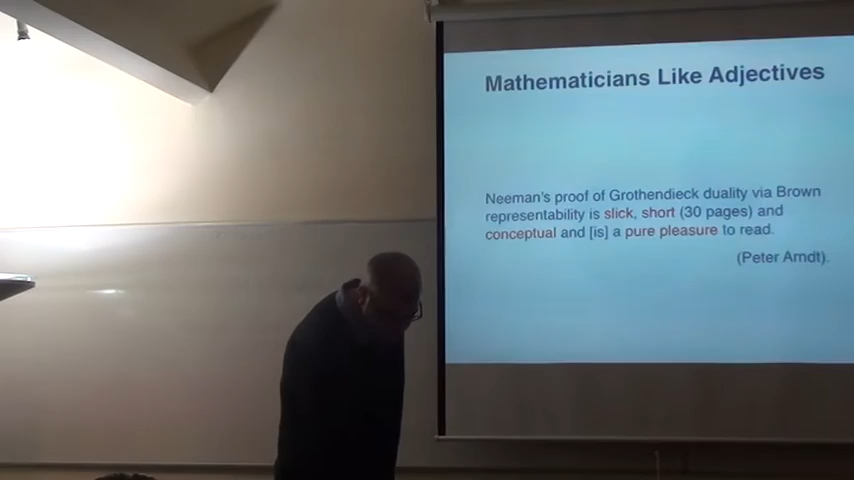 Mathematicians Like Adjectives
Neeman's proof of Grothendieck duality via Brown
representability is slick, short (30 pages) and
conceptual and [is] a pure pleasure to read.
(Peter Arndt).